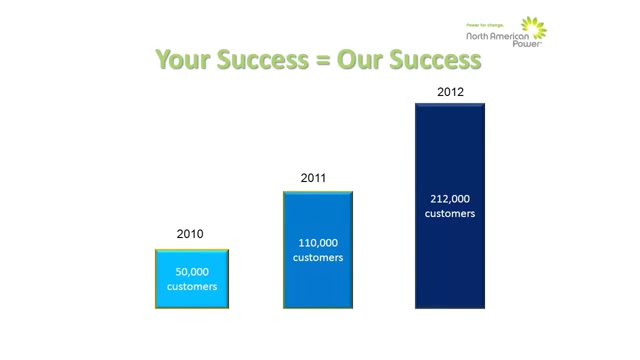 Power for change.
North American
Power
Your Success = Our Success
2012
2011
2010
212,000
customers
110,000
customers
50,000
customers